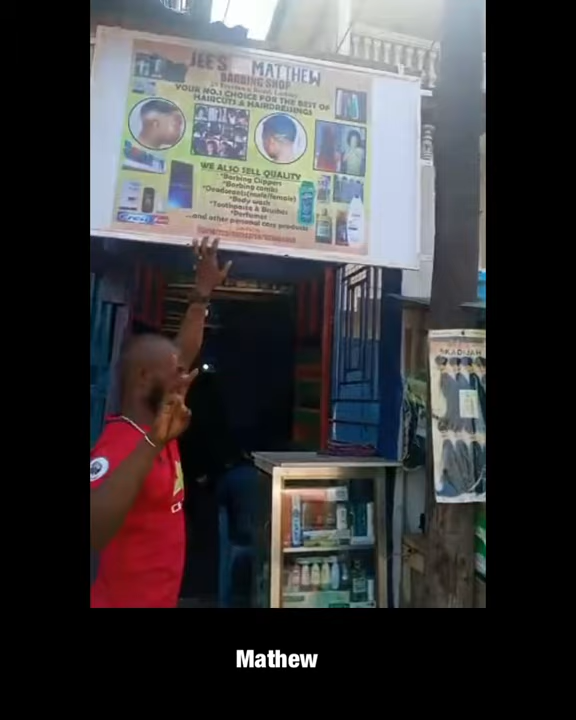 JEE'S MATTHEW
BARBING SHOP
YOUR NO.1 CHOICE FOR THE BEST OF
HAIRCUTS & HAIRDRESSINGS
WE ALSO SELL QUALITY
*Barbing Clippers
*Barbing combs
*Deodorants(male/female)
*Body wash
*Toothpaste & Brushes
*Perfumes
...and other personal care products
KADIJAH
Mathew